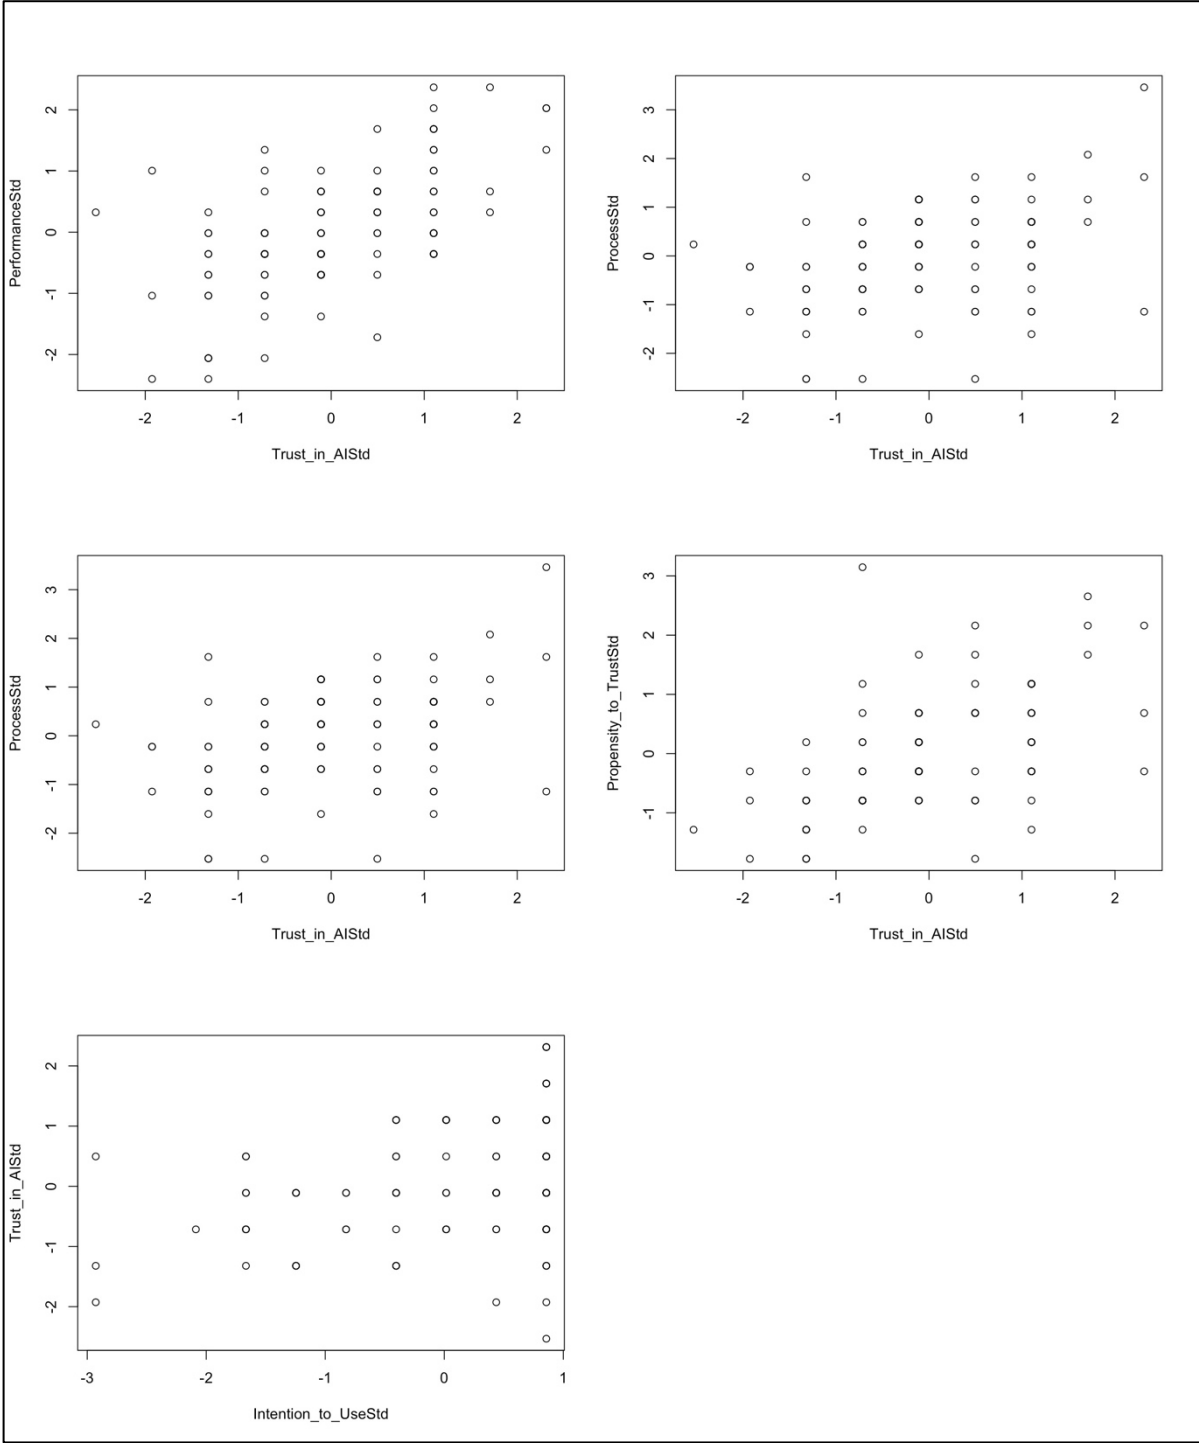 PerformanceStd
2
1
0
-1
-2
-2 -1 0 1 2
Trust_in_AIStd
ProcessStd
3
2
1
0
-1
-2
-2 -1 0 1 2
Trust_in_AIStd
ProcessStd
3
2
1
0
-1
-2
-2 -1 0 1 2
Trust_in_AIStd
Propensity_to_TrustStd
3
2
1
0
-1
-2 -1 0 1 2
Trust_in_AIStd
Trust_in_AIStd
2
1
0
-1
-2
-3 -2 -1 0 1
Intention_to_UseStd